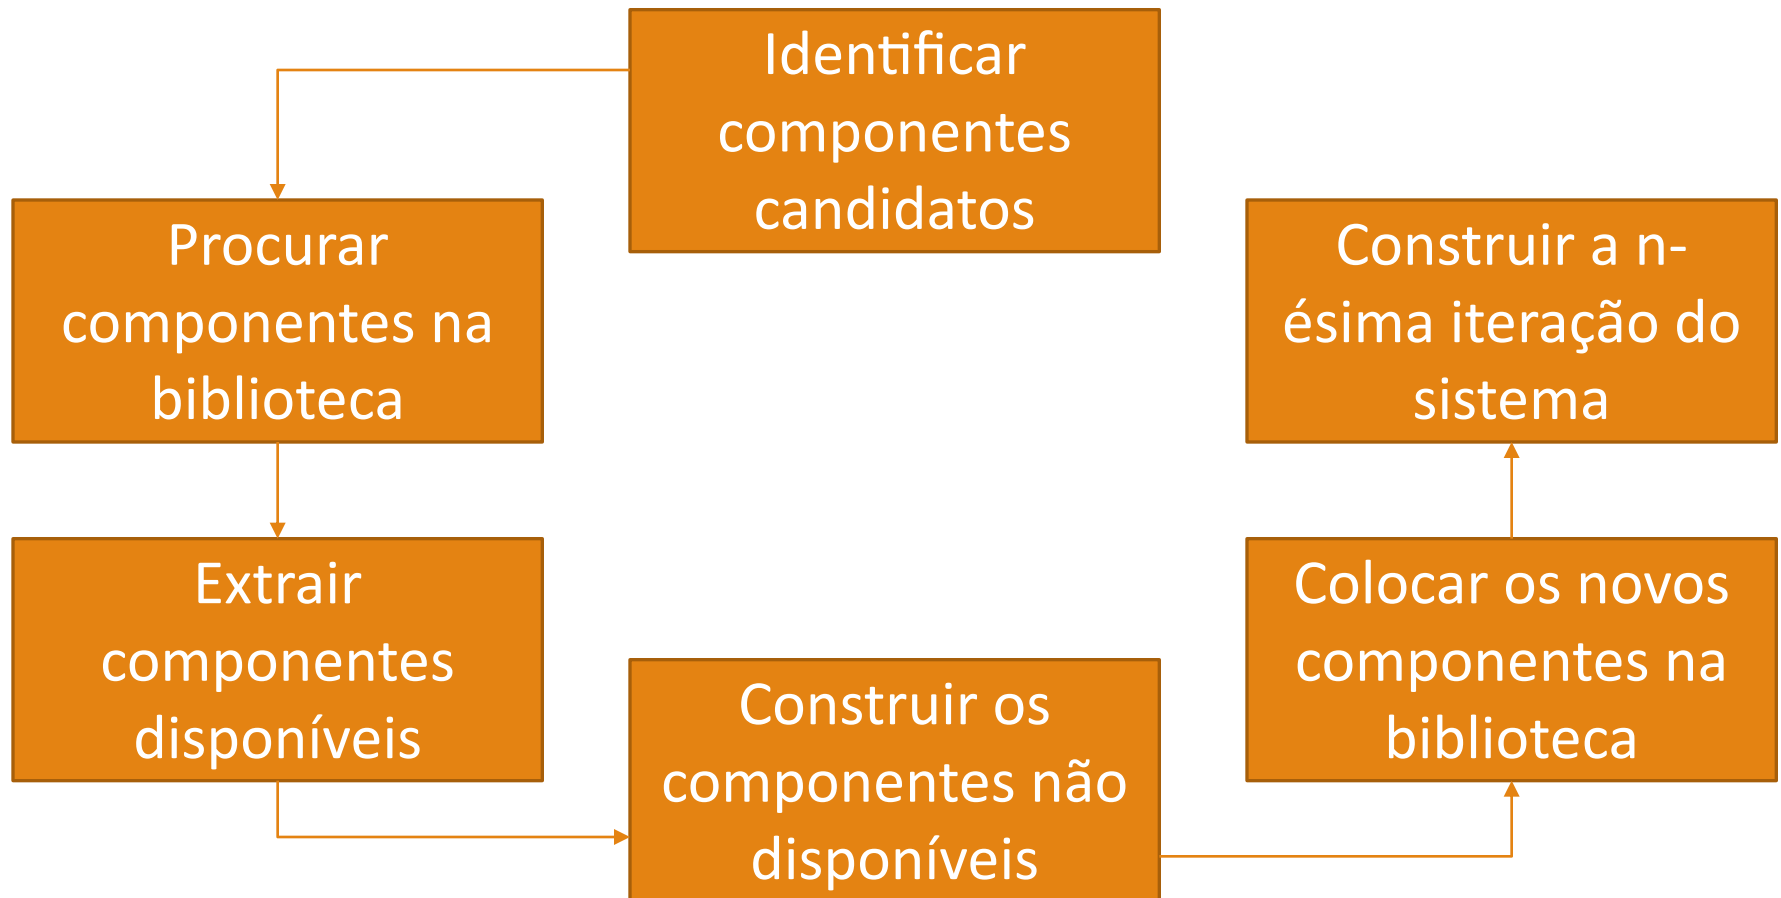 Identificar
componentes
candidatos
Procurar
componentes na
biblioteca
Extrair
componentes
disponíveis
Construir os
componentes não
disponíveis
Colocar os novos
componentes na
biblioteca
Construir a n-
ésima iteração do
sistema